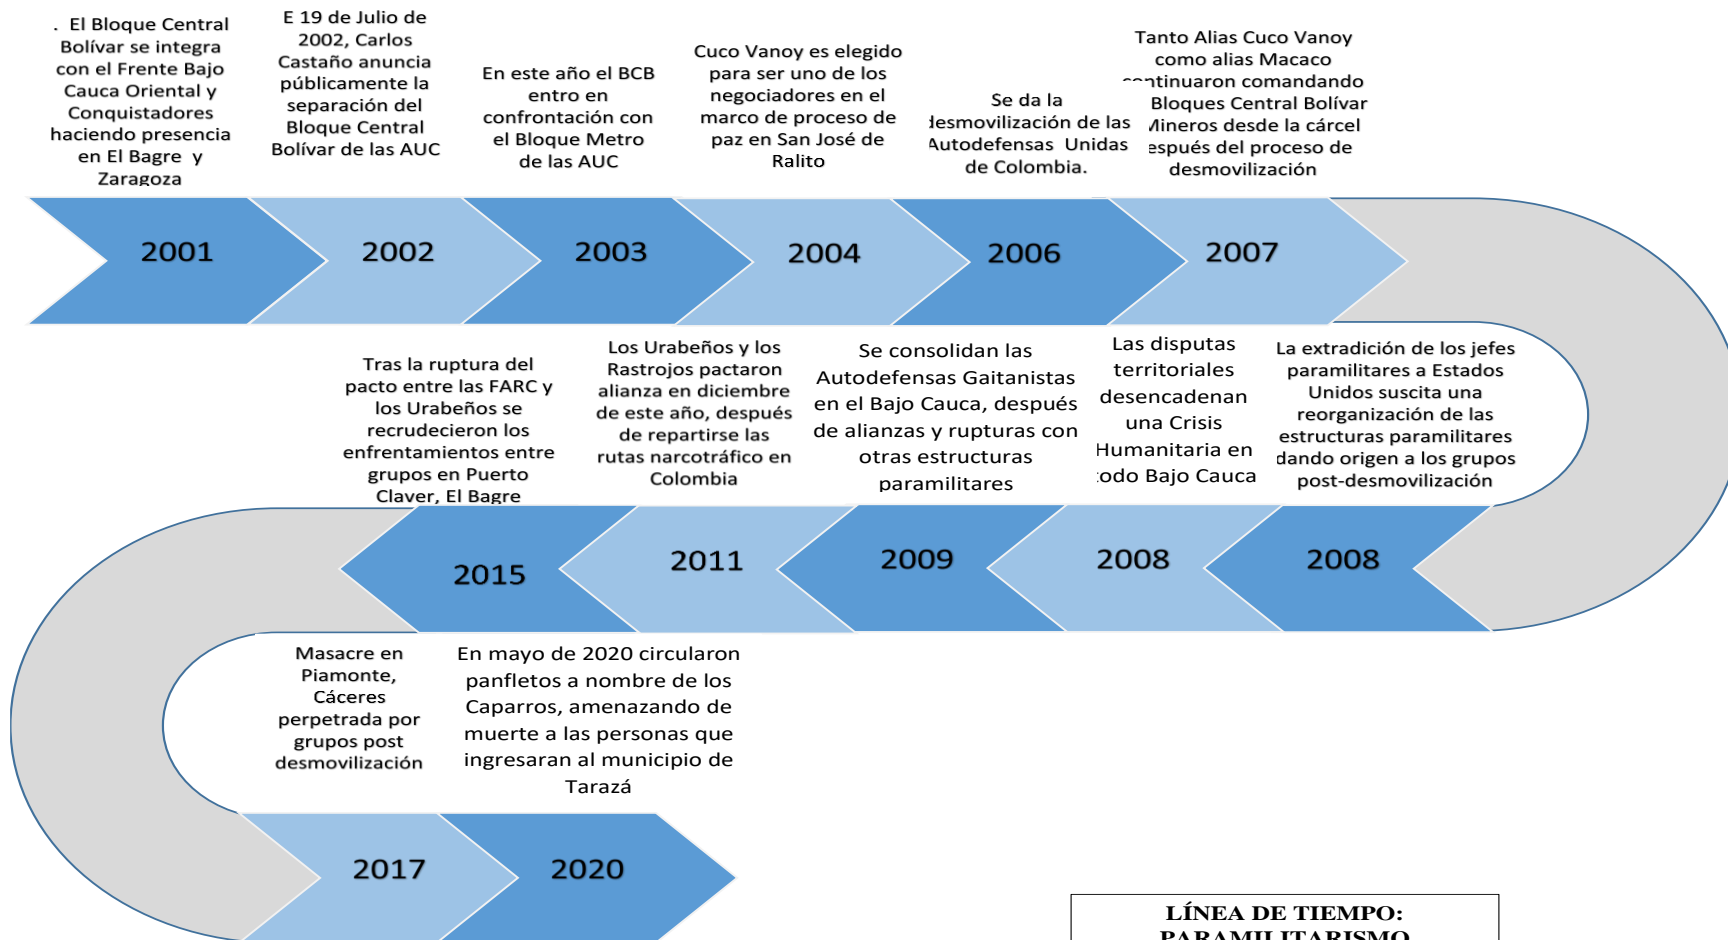 . El Bloque Central
Bolívar se integra
con el Frente Bajo
Cauca Oriental y
Conquistadores
haciendo presencia
en El Bagre y
Zaragoza
E 19 de Julio de
2002, Carlos
Castaño anuncia
públicamente la
separación del
Bloque Central
Bolívar de las AUC
En este año el BCB
entro en
confrontación con
el Bloque Metro
de las AUC
Cuco Vanoy es elegido
para ser uno de los
negociadores en el
marco de proceso de
paz en San José de
Ralito
Se da la
desmovilización de las
Autodefensas Unidas
de Colombia.
Tanto Alias Cuco Vanoy
como alias Macaco
continuaron comandando
Bloques Central Bolívar
Mineros desde la cárcel
después del proceso de
desmovilización
2001
2002
2003
2004
2006
2007
La extradición de los jefes
paramilitares a Estados
Unidos suscita una
reorganización de las
estructuras paramilitares
dando origen a los grupos
post-desmovilización
Las disputas
territoriales
desencadenan
una Crisis
Humanitaria en
todo Bajo Cauca
Se consolidan las
Autodefensas Gaitanistas
en el Bajo Cauca, después
de alianzas y rupturas con
otras estructuras
paramilitares
Los Urabeños y los
Rastrojos pactaron
alianza en diciembre
de este año, después
de repartirse las
rutas narcotráfico en
Colombia
Tras la ruptura del
pacto entre las FARC y
los Urabeños se
recrudecieron los
enfrentamientos entre
grupos en Puerto
Claver, El Bagre
2008
2008
2009
2011
2015
Masacre en
Piamonte,
Cáceres
perpetrada por
grupos post
desmovilización
En mayo de 2020 circularon
panfletos a nombre de los
Caparros, amenazando de
muerte a las personas que
ingresaran al municipio de
Tarazá
2017
2020
LÍNEA DE TIEMPO:
PARAMILITARISMO